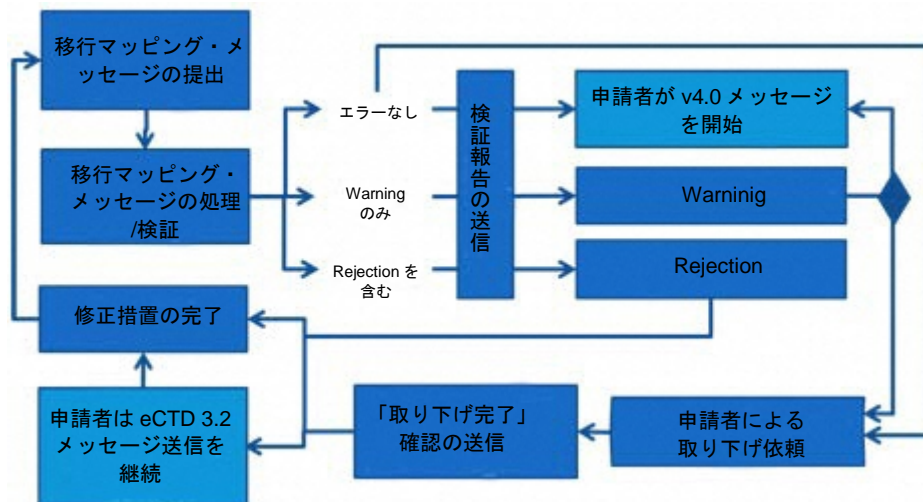 移行マッピング・メ
ッセージの提出
移行マッピング・
メッセージの処理
/検証
エラーなし
Warning
のみ
Rejection を
含む
検証報告の送信
申請者が v4.0 メッセージ
を開始
Warninig
Rejection
修正措置の完了
申請者は eCTD 3.2
メッセージ送信を
継続
「取り下げ完了」
確認の送信
申請者による
取り下げ依頼